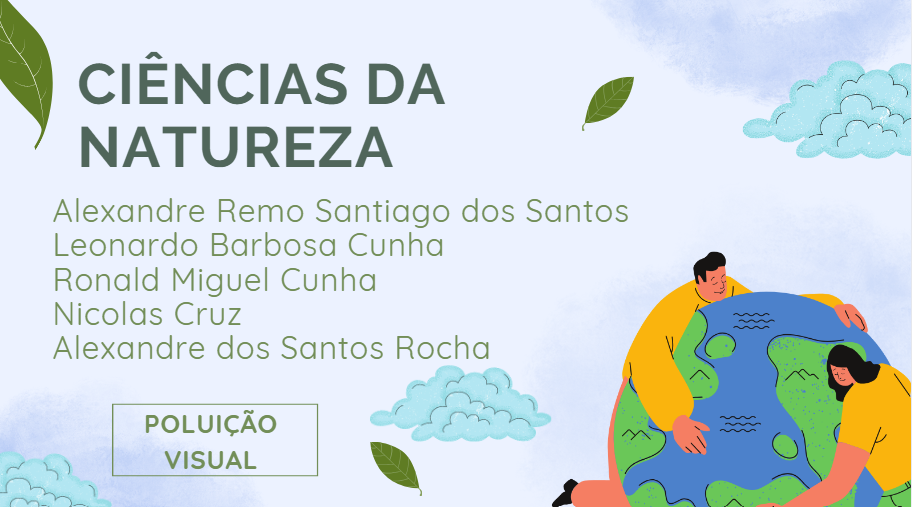 CIÊNCIAS DA
NATUREZA
Alexandre Remo Santiago dos Santos
Leonardo Barbosa Cunha
Ronald Miguel Cunha
Nicolas Cruz
Alexandre dos Santos Rocha
POLUIÇÃO
VISUAL